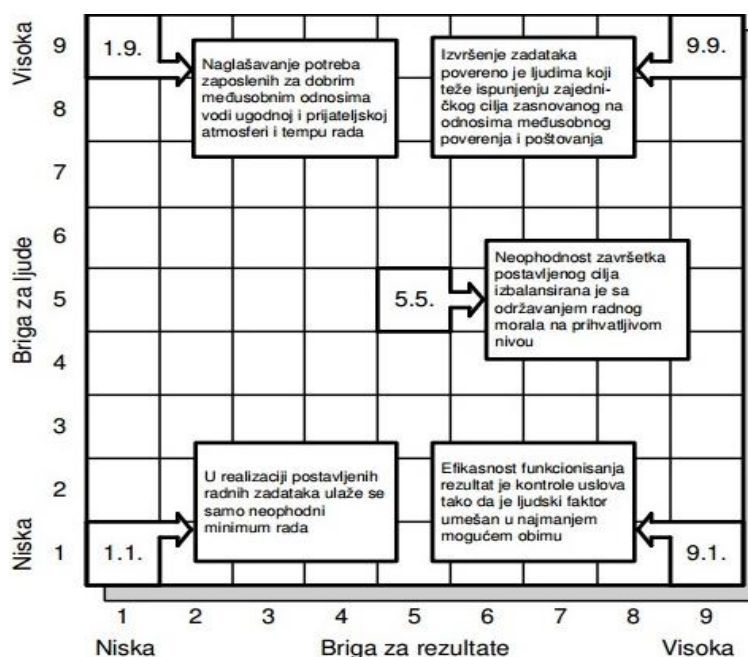 Visoka
Briga za ljude
Niska
9
8
7
6
5
4
3
2
1
1.9.
Naglašavanje potreba
zaposlenih za dobrim
međusobnim odnosima
vodi ugodnoj i prijateljskoj
atmosferi i tempu rada
Izvršenje zadataka
povereno je ljudima koji
teže ispunjenju zajedni-
čkog cilja zasnovanog na
odnosima međusobnog
poverenja i poštovanja
9.9.
5.5.
Neophodnost završetka
postavljenog cilja
izbalansirana je sa
održavanjem radnog
morala na prihvatljivom
nivou
1.1.
U realizaciji postavljenih
radnih zadataka ulaže se
samo neophodni
minimum rada
Efikasnost funkcionisanja
rezultat je kontrole uslova
tako da je ljudski faktor
umešan u najmanjem
mogućem obimu
9.1.
1 2 3 4 5 6 7 8 9
Niska Briga za rezultate Visoka